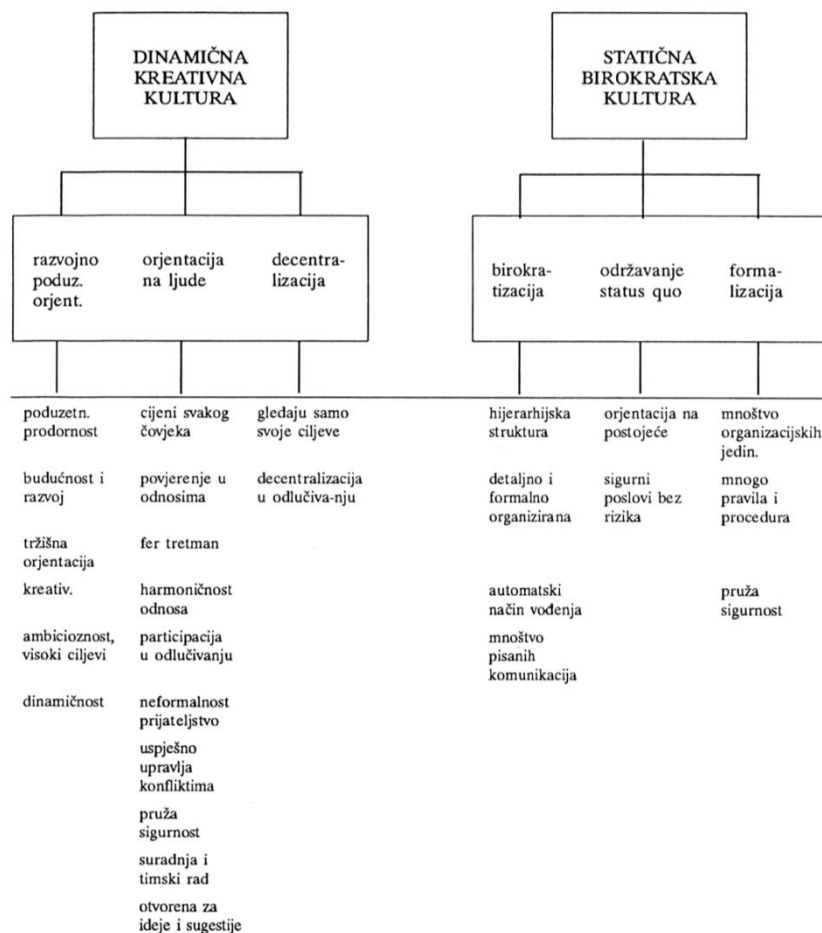 DINAMIČNA
KREATIVNA
KULTURA
STATIČNA
BIROKRATSKA
KULTURA
razvojno
poduz.
orjent.
orjentacija
na ljude
decentra-
lizacija
birokra-
tizacija
održavanje
status quo
forma-
lizacija
poduzetn.
prodornost
budućnost i
razvoj
tržišna
orjentacija
kreativ.
ambicioznost,
visoki ciljevi
dinamičnost
cijeni svakog
čovjeka
povjerenje u
odnosima
fer tretman
harmoničnost
odnosa
participacija
u odlučivanju
neformalnost
prijateljstvo
uspješno
upravlja
konfliktima
pruža
sigurnost
suradnja i
timski rad
otvorena za
ideje i sugestije
gledaju samo
svoje ciljeve
decentralizacija
u odlučiva-nju
hijerarhijska
struktura
detaljno i
formalno
organizirana
automatski
način vođenja
mnoštvo
pisanih
komunikacija
orjentacija na
postojeće
sigurni
poslovi bez
rizika
mnoštvo
organizacijskih
jedin.
mnogo
pravila i
procedura
pruža
sigurnost